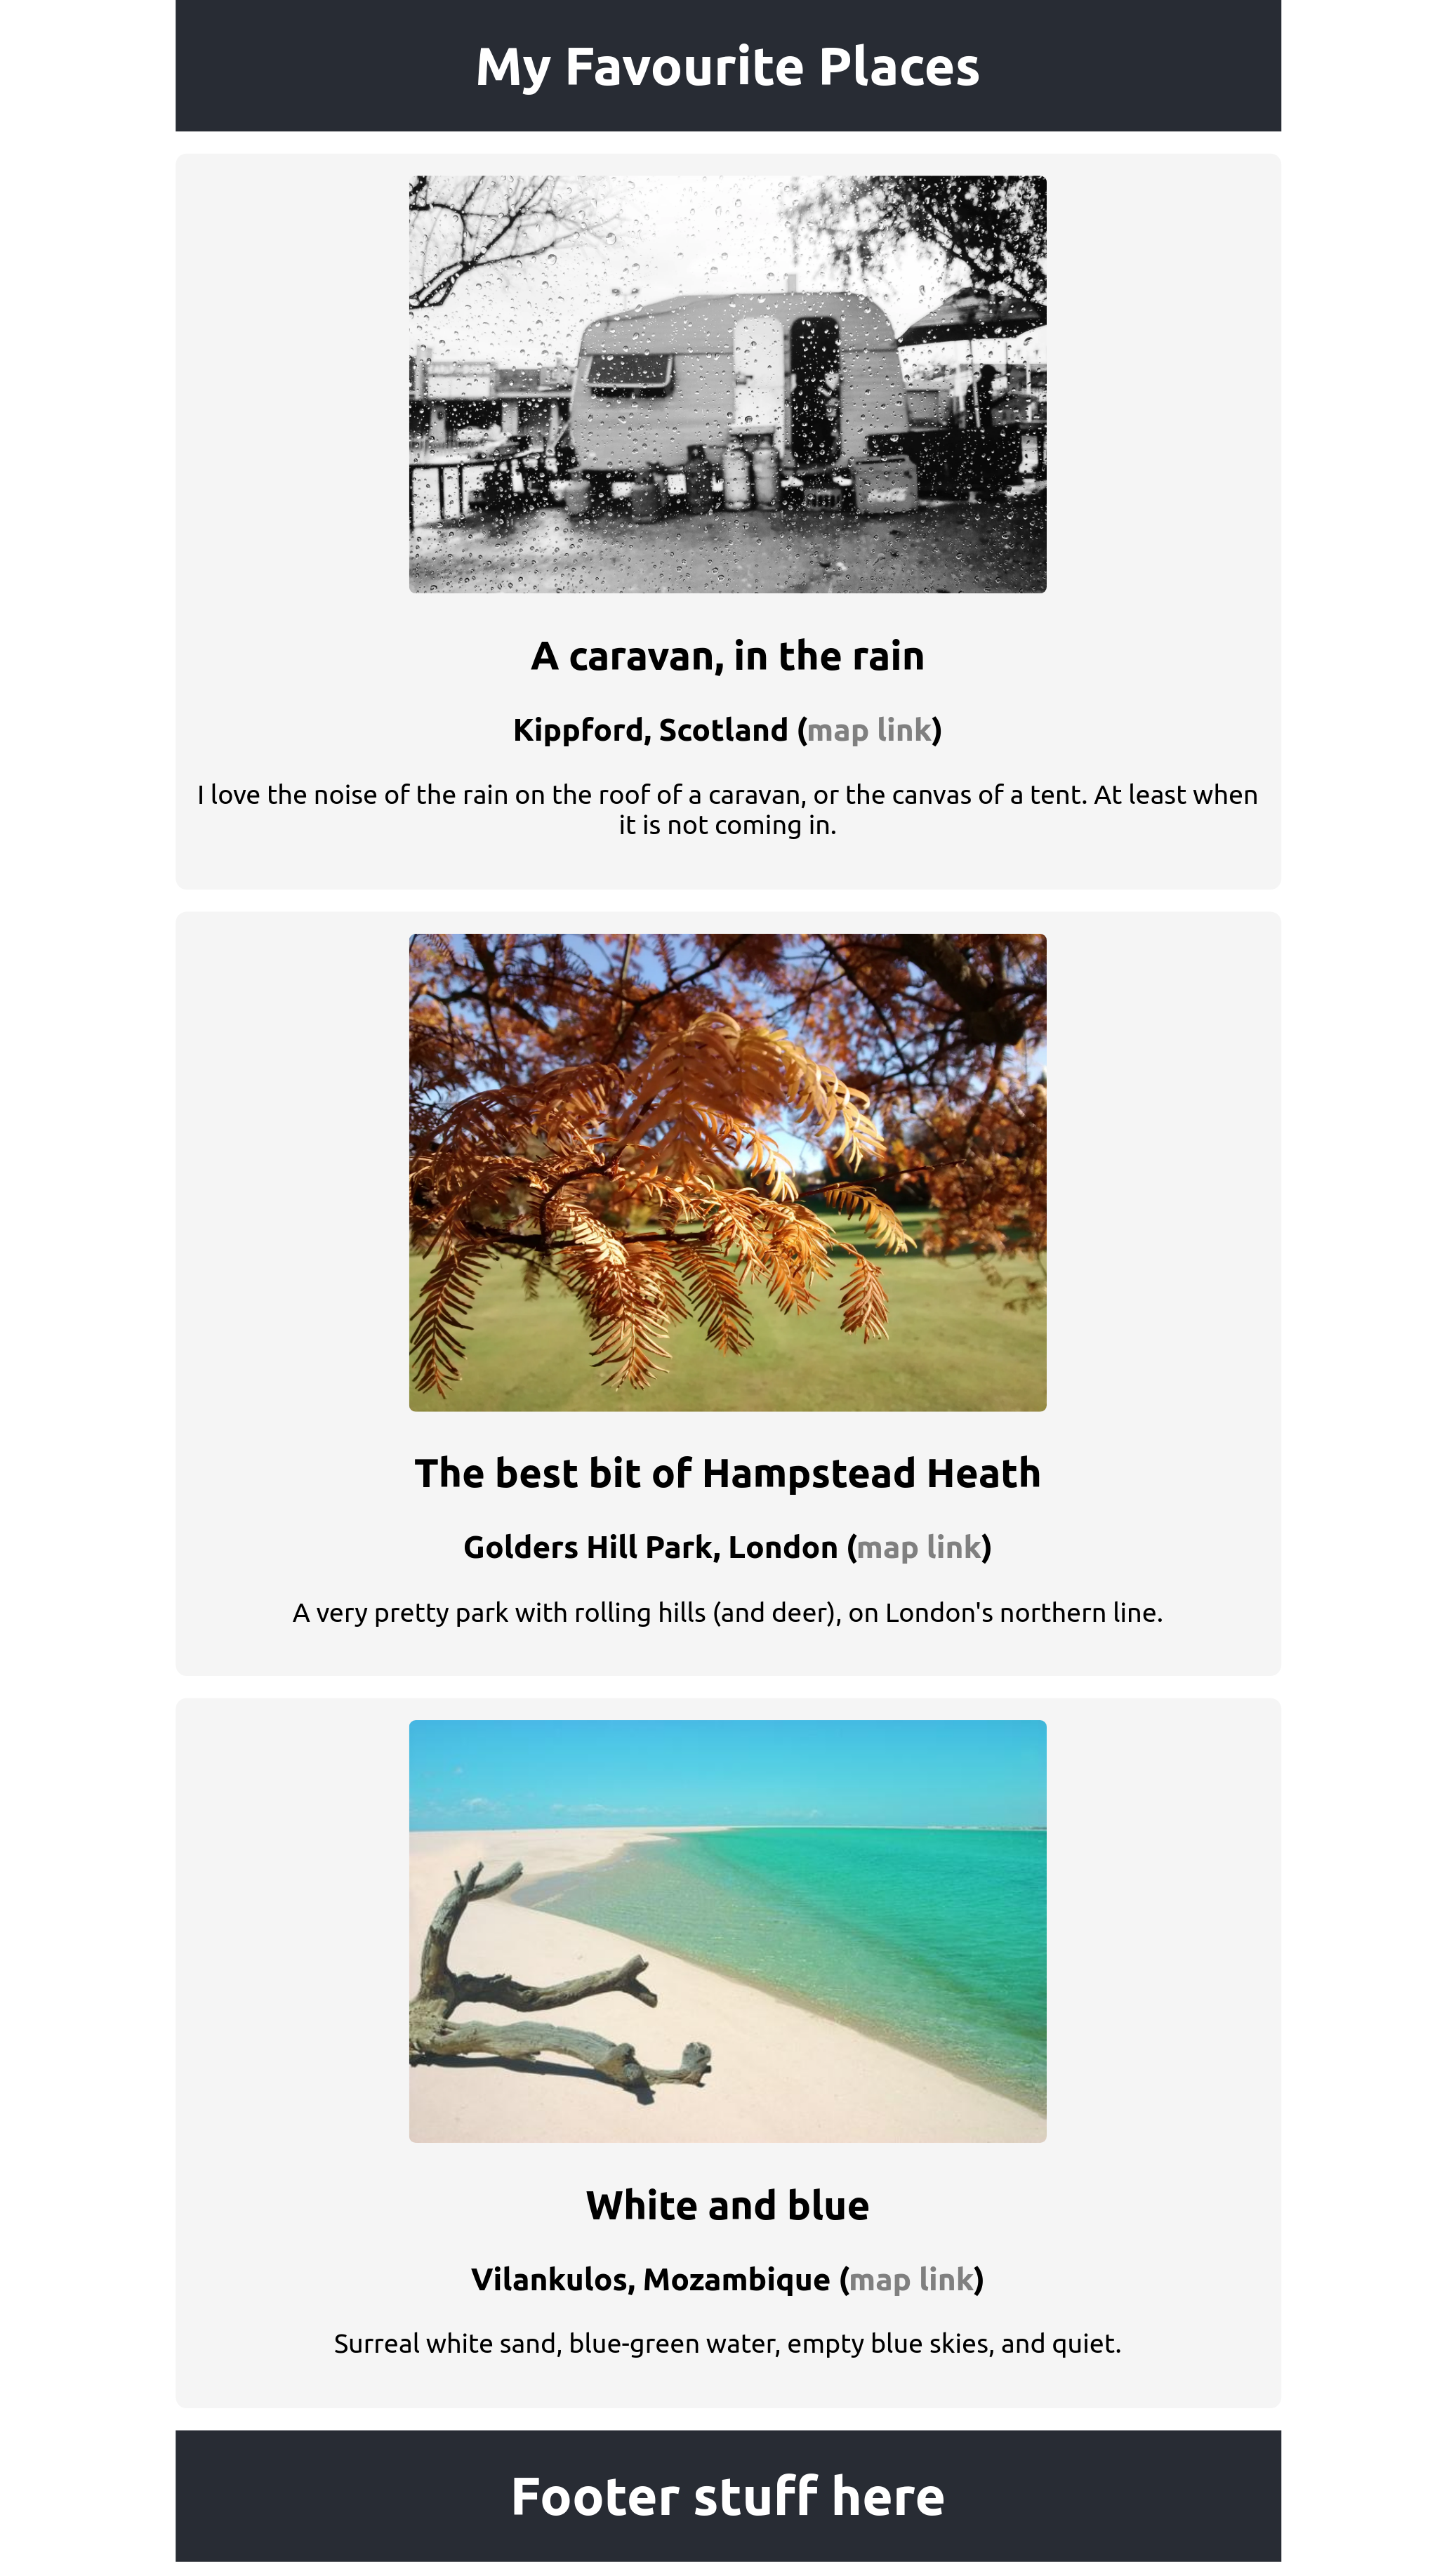 My Favourite Places
A caravan, in the rain
Kippford, Scotland (map link)
I love the noise of the rain on the roof of a caravan, or the canvas of a tent. At least when
it is not coming in.
The best bit of Hampstead Heath
Golders Hill Park, London (map link)
A very pretty park with rolling hills (and deer), on London's northern line.
White and blue
Vilankulos, Mozambique (map link)
Surreal white sand, blue-green water, empty blue skies, and quiet.
Footer stuff here